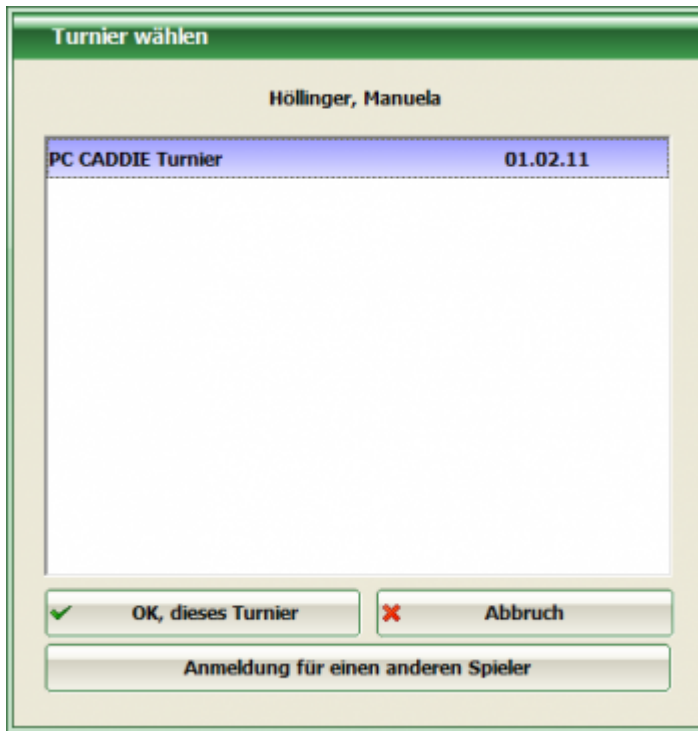 Turnier wählen
Höllinger, Manuela
PC CADDIE Turnier 01.02.11
OK, dieses Turnier Abbruch
Anmeldung für einen anderen Spieler